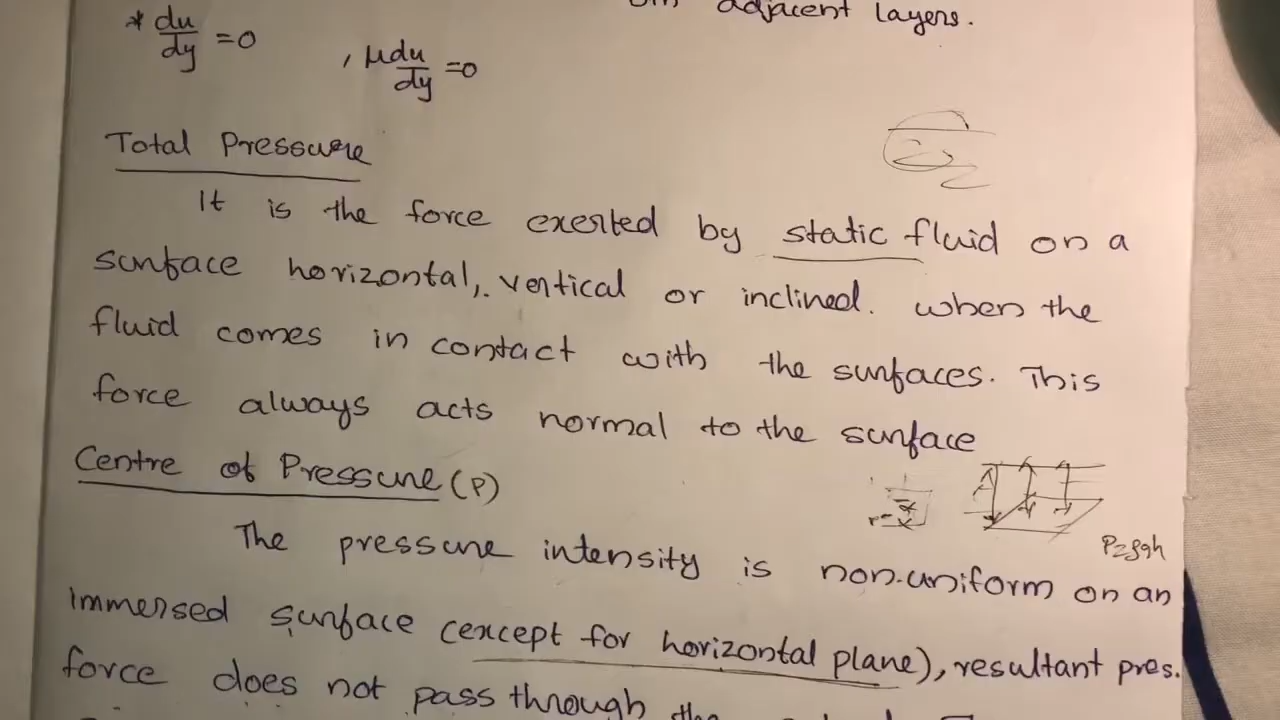 adjacent layers.
* du/dy = 0 , μ du/dy = 0
Total Pressure
It is the force exerted by static fluid on a
surface horizontal, vertical or inclined. when the
fluid comes in contact with the surfaces. This
force always acts normal to the surface
Centre of Pressure (P)
P=ρgh
The pressure intensity is non-uniform on an
immersed surface (except for horizontal plane), resultant pres.
force does not pass through the